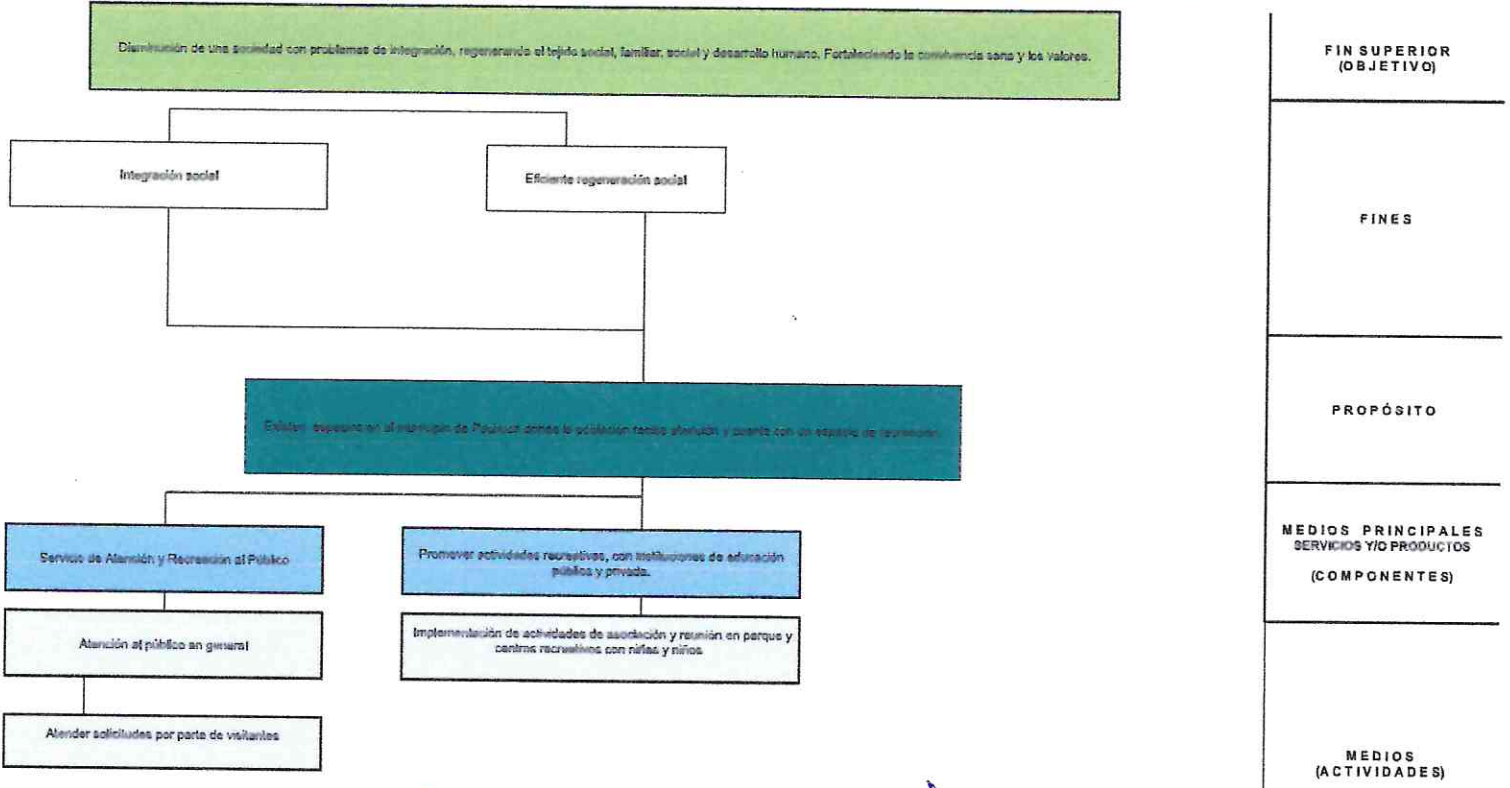 Disminución de una sociedad con problemas de integración, regenerando el tejido social, familiar, social y desarrollo humano. Fortaleciendo la convivencia sana y los valores.
FIN SUPERIOR
(OBJETIVO)
Integración social
Eficiente regeneración social
FINES
Existen espacios en el municipio de donde la población recibe atención y cuenta con un espacio de recreación.
PROPÓSITO
Servicio de Atención y Recreación al Público
Promover actividades recreativas, con instituciones de educación
pública y privada.
MEDIOS PRINCIPALES
SERVICIOS Y/O PRODUCTOS
(COMPONENTES)
Atención al público en general
Implementación de actividades de asociación y reunión en parque y
centros recreativos con niñas y niños
Atender solicitudes por parte de visitantes
MEDIOS
(ACTIVIDADES)